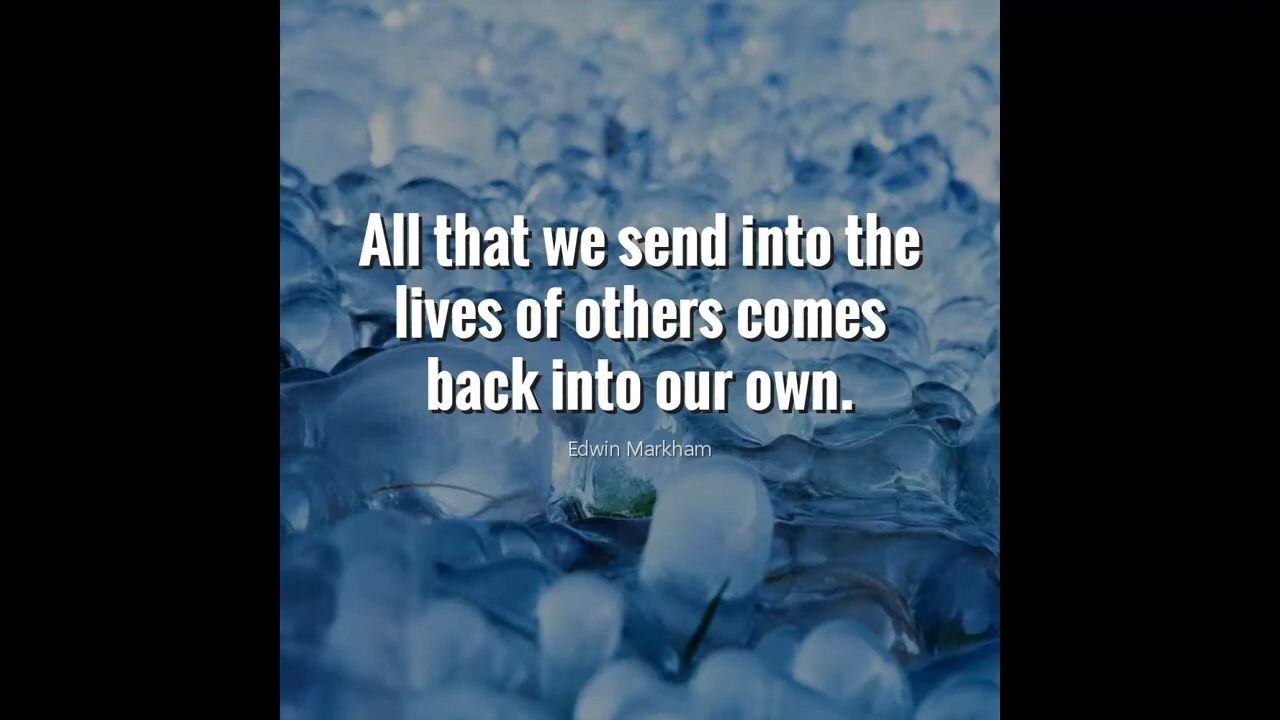 All that we send into the
lives of others comes
back into our own.
Edwin Markham